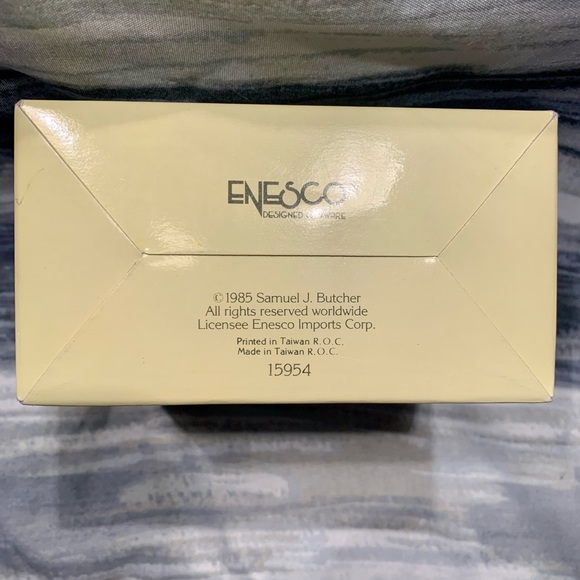 ENESCO
DESIGNED GIFTWARE
© 1985 Samuel J. Butcher
All rights reserved worldwide
Licensee Enesco Imports Corp.
Printed in Taiwan R.O.C.
Made in Taiwan R.O.C.
15954